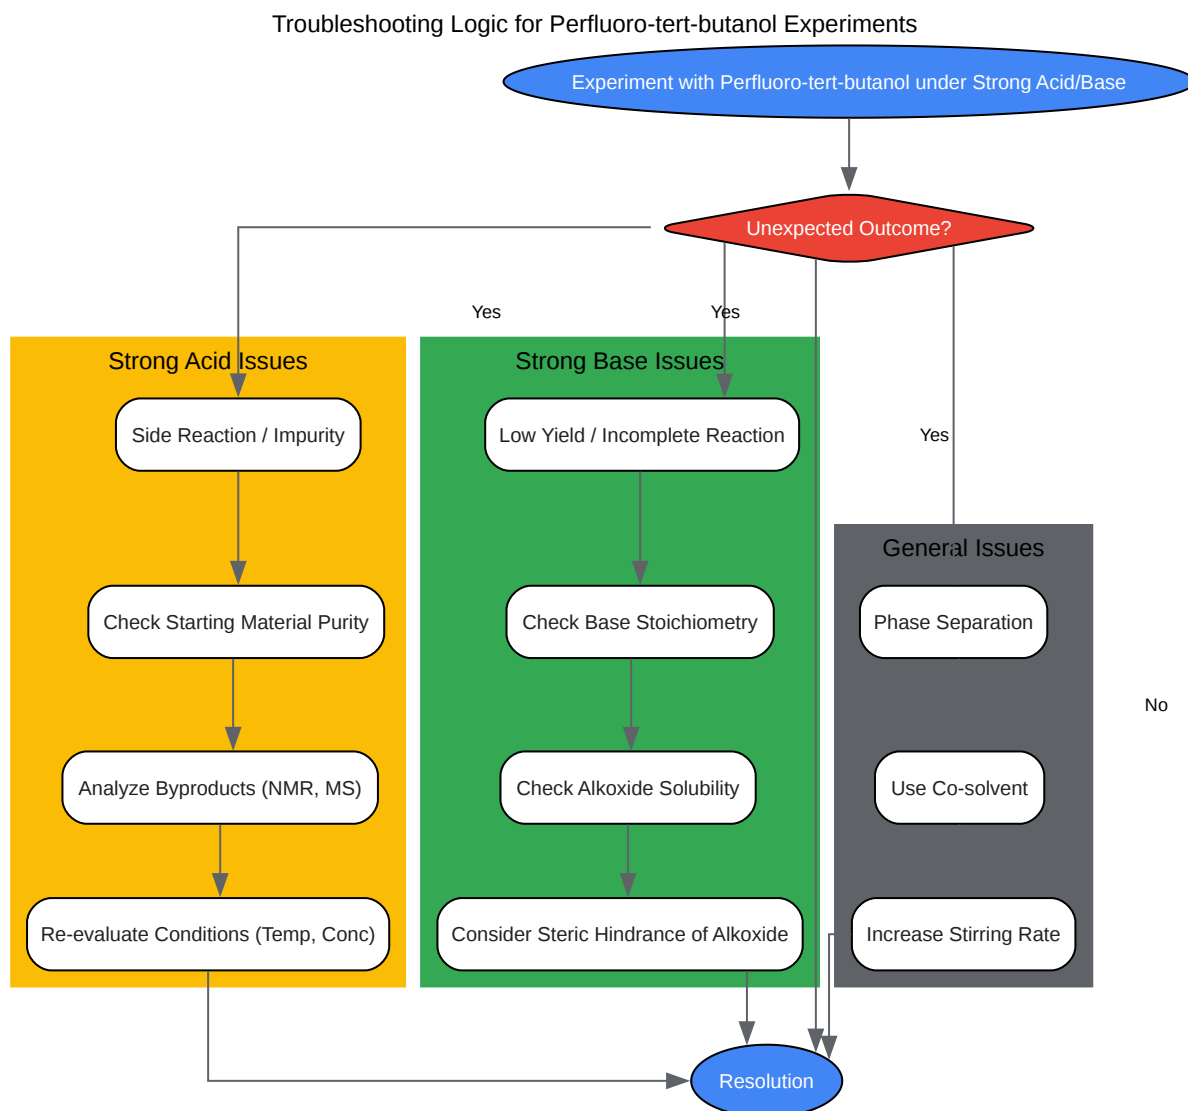 Troubleshooting Logic for Perfluoro-tert-butanol Experiments
Experiment with Perfluoro-tert-butanol under Strong Acid/Base
Unexpected Outcome?
Yes
Yes
Yes
No
Strong Acid Issues
Side Reaction / Impurity
Check Starting Material Purity
Analyze Byproducts (NMR, MS)
Re-evaluate Conditions (Temp, Conc)
Strong Base Issues
Low Yield / Incomplete Reaction
Check Base Stoichiometry
Check Alkoxide Solubility
Consider Steric Hindrance of Alkoxide
General Issues
Phase Separation
Use Co-solvent
Increase Stirring Rate
Resolution